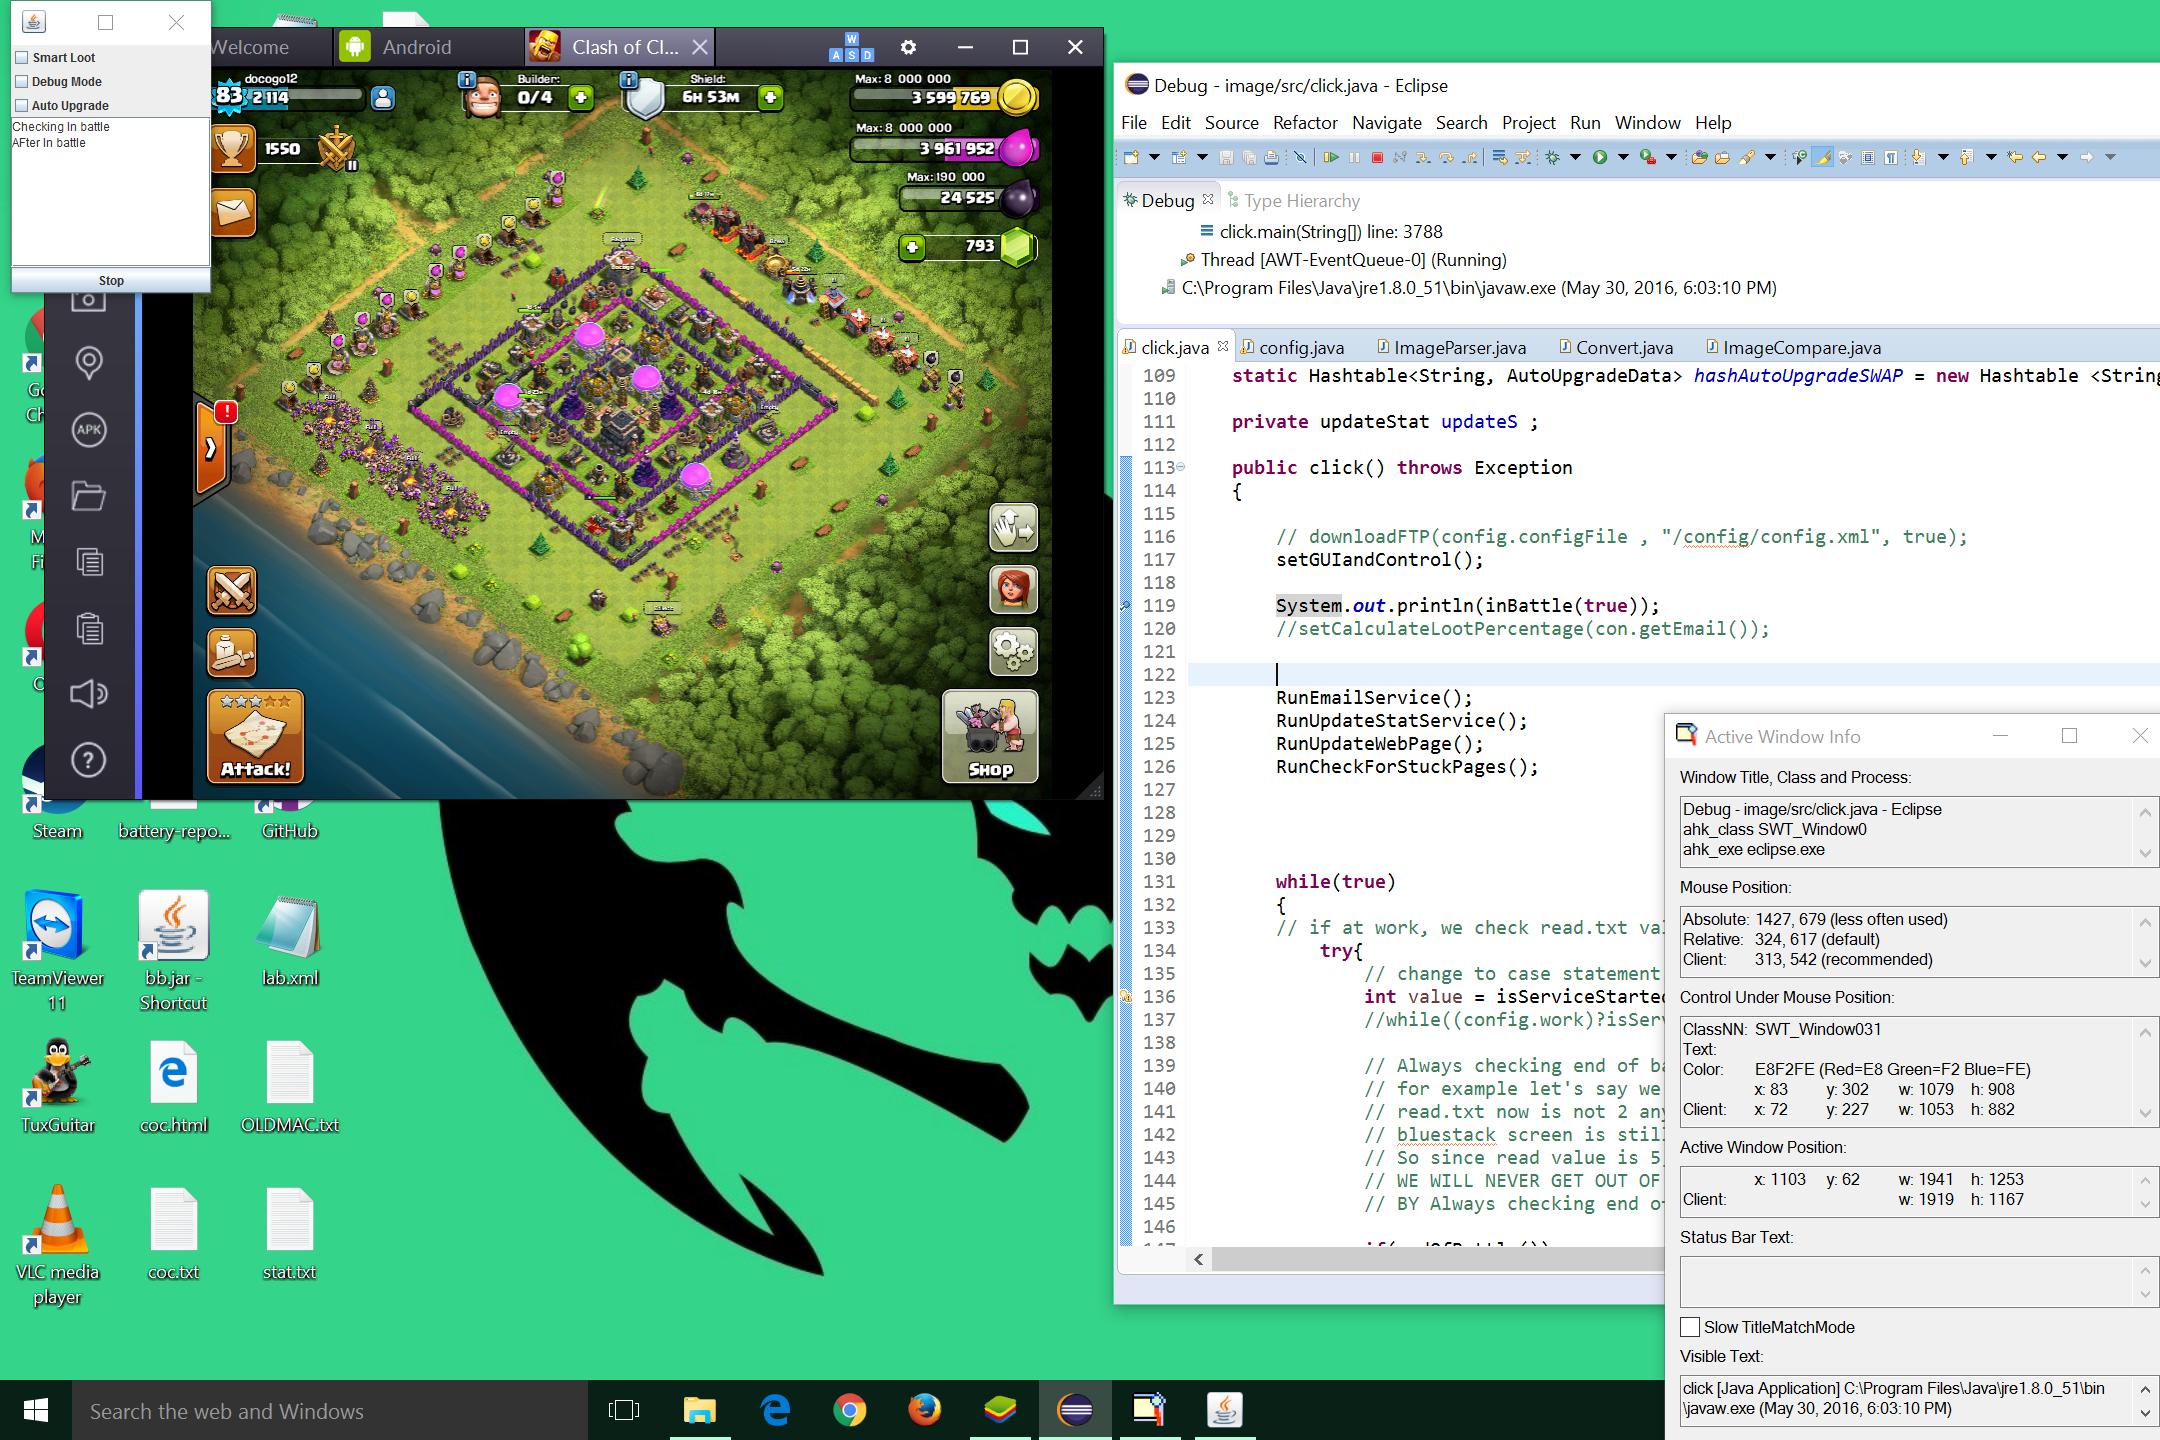 Smart Loot
Debug Mode
Auto Upgrade
Checking In battle
AFter In battle
Stop
Welcome
Android
Clash of Cl...
W
A S D
docogo12
83
2 114
Builder:
0/4
Shield:
6h 53m
Max: 8 000 000
3 599 769
Max: 8 000 000
3 961 952
Max: 190 000
24 525
793
1550
APK
Attack!
Shop
Debug - image/src/click.java - Eclipse
File Edit Source Refactor Navigate Search Project Run Window Help
Debug
Type Hierarchy
click.main(String[]) line: 3788
Thread [AWT-EventQueue-0] (Running)
C:\Program Files\Java\jre1.8.0_51\bin\javaw.exe (May 30, 2016, 6:03:10 PM)
click.java config.java ImageParser.java Convert.java ImageCompare.java
109 static Hashtable<String, AutoUpgradeData> hashAutoUpgradeSWAP = new Hashtable <String
110
111 private updateStat updateS ;
112
113 public click() throws Exception
114 {
115
116 // downloadFTP(config.configFile , "/config/config.xml", true);
117 setGUIandControl();
118
119 System.out.println(inBattle(true));
120 //setCalculateLootPercentage(con.getEmail());
121
122
123 RunEmailService();
124 RunUpdateStatService();
125 RunUpdateWebPage();
126 RunCheckForStuckPages();
127
128
129
130
131 while(true)
132 {
133 // if at work, we check read.txt val
134 try{
135 // change to case statement
136 int value = isServiceStarted
137 //while((config.work)?isServ
138
139 // Always checking end of ba
140 // for example let's say we
141 // read.txt now is not 2 any
142 // bluestack screen is stil
143 // So since read value is 5,
144 // WE WILL NEVER GET OUT OF
145 // BY Always checking end of
146
Active Window Info
Window Title, Class and Process:
Debug - image/src/click.java - Eclipse
ahk_class SWT_Window0
ahk_exe eclipse.exe
Mouse Position:
Absolute: 1427, 679 (less often used)
Relative: 324, 617 (default)
Client: 313, 542 (recommended)
Control Under Mouse Position:
ClassNN: SWT_Window031
Text:
Color: E8F2FE (Red=E8 Green=F2 Blue=FE)
x: 83 y: 302 w: 1079 h: 908
Client: x: 72 y: 227 w: 1053 h: 882
Active Window Position:
x: 1103 y: 62 w: 1941 h: 1253
Client: w: 1919 h: 1167
Status Bar Text:
Slow TitleMatchMode
Visible Text:
click [Java Application] C:\Program Files\Java\jre1.8.0_51\bin
\javaw.exe (May 30, 2016, 6:03:10 PM)
Steam
battery-repo...
GitHub
TeamViewer
11
bb.jar -
Shortcut
lab.xml
TuxGuitar
coc.html
OLDMAC.txt
VLC media
player
coc.txt
stat.txt
Search the web and Windows